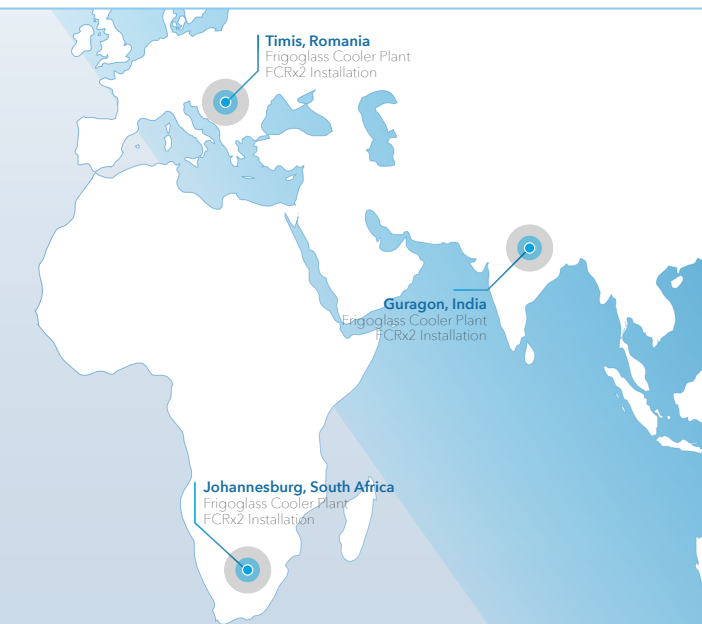 Timis, Romania
Frigoglass Cooler Plant
FCRx2 Installation
Guragon, India
Frigoglass Cooler Plant
FCRx2 Installation
Johannesburg, South Africa
Frigoglass Cooler Plant
FCRx2 Installation